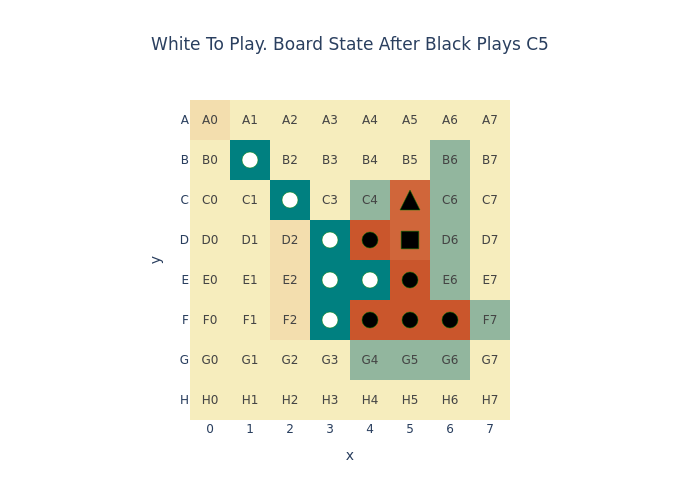 White To Play. Board State After Black Plays C5
A A0 A1 A2 A3 A4 A5 A6 A7
B B0 B2 B3 B4 B5 B6 B7
C C0 C1 C3 C4 C6 C7
D D0 D1 D2 D6 D7
E E0 E1 E2 E6 E7
F F0 F1 F2 F7
G G0 G1 G2 G3 G4 G5 G6 G7
H H0 H1 H2 H3 H4 H5 H6 H7
0 1 2 3 4 5 6 7
x
y